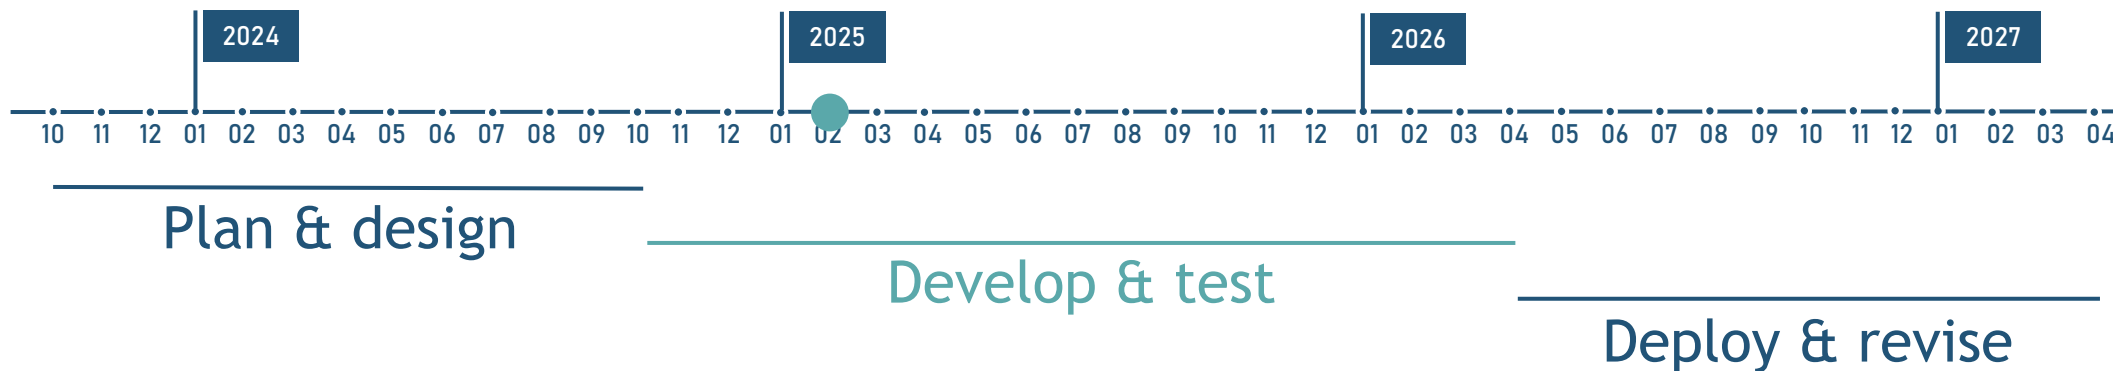 2024 2025 2026 2027
10 11 12 01 02 03 04 05 06 07 08 09 10 11 12 01 02 03 04 05 06 07 08 09 10 11 12 01 02 03 04 05 06 07 08 09 10 11 12 01 02 03 04
Plan & design
Develop & test
Deploy & revise